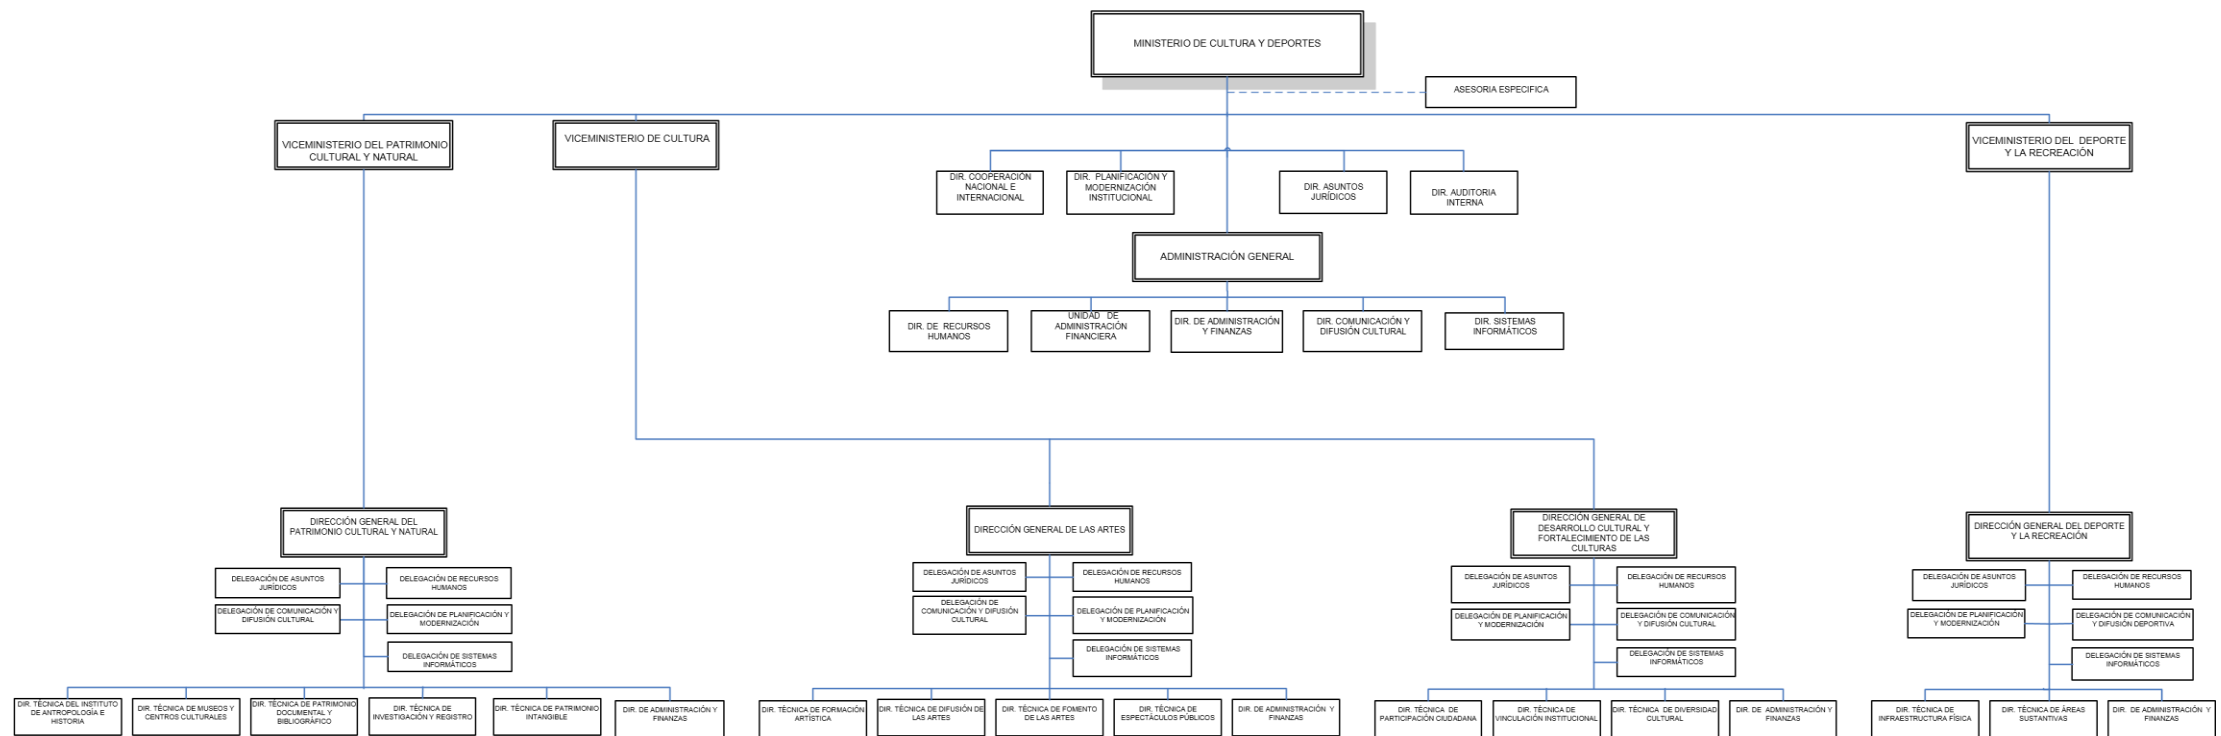 MINISTERIO DE CULTURA Y DEPORTES
ASESORIA ESPECIFICA
VICEMINISTERIO DEL PATRIMONIO
CULTURAL Y NATURAL
VICEMINISTERIO DE CULTURA
VICEMINISTERIO DEL DEPORTE
Y LA RECREACIÓN
DIR. COOPERACIÓN
NACIONAL E
INTERNACIONAL
DIR. PLANIFICACIÓN Y
MODERNIZACIÓN
INSTITUCIONAL
DIR. ASUNTOS
JURÍDICOS
DIR. AUDITORIA
INTERNA
ADMINISTRACIÓN GENERAL
DIR. DE RECURSOS
HUMANOS
UNIDAD DE
ADMINISTRACIÓN
FINANCIERA
DIR. DE ADMINISTRACIÓN
Y FINANZAS
DIR. COMUNICACIÓN Y
DIFUSIÓN CULTURAL
DIR. SISTEMAS
INFORMÁTICOS
DIRECCIÓN GENERAL DEL
PATRIMONIO CULTURAL Y NATURAL
DIRECCIÓN GENERAL DE LAS ARTES
DIRECCIÓN GENERAL DE
DESARROLLO CULTURAL Y
FORTALECIMIENTO DE LAS
CULTURAS
DIRECCIÓN GENERAL DEL DEPORTE
Y LA RECREACIÓN
DELEGACIÓN DE ASUNTOS
JURÍDICOS
DELEGACIÓN DE RECURSOS
HUMANOS
DELEGACIÓN DE COMUNICACIÓN Y
DIFUSIÓN CULTURAL
DELEGACIÓN DE PLANIFICACIÓN Y
MODERNIZACIÓN
DELEGACIÓN DE SISTEMAS
INFORMÁTICOS
DELEGACIÓN DE ASUNTOS
JURÍDICOS
DELEGACIÓN DE RECURSOS
HUMANOS
DELEGACIÓN DE
COMUNICACIÓN Y DIFUSIÓN
CULTURAL
DELEGACIÓN DE PLANIFICACIÓN
Y MODERNIZACIÓN
DELEGACIÓN DE SISTEMAS
INFORMÁTICOS
DELEGACIÓN DE ASUNTOS
JURÍDICOS
DELEGACIÓN DE RECURSOS
HUMANOS
DELEGACIÓN DE PLANIFICACIÓN
Y MODERNIZACIÓN
DELEGACIÓN DE COMUNICACIÓN
Y DIFUSIÓN CULTURAL
DELEGACIÓN DE SISTEMAS
INFORMÁTICOS
DELEGACIÓN DE ASUNTOS
JURÍDICOS
DELEGACIÓN DE RECURSOS
HUMANOS
DELEGACIÓN DE PLANIFICACIÓN
Y MODERNIZACIÓN
DELEGACIÓN DE COMUNICACIÓN
Y DIFUSIÓN DEPORTIVA
DELEGACIÓN DE SISTEMAS
INFORMÁTICOS
DIR. TÉCNICA DEL INSTITUTO
DE ANTROPOLOGÍA E
HISTORIA
DIR. TÉCNICA DE MUSEOS Y
CENTROS CULTURALES
DIR. TÉCNICA DE PATRIMONIO
DOCUMENTAL Y
BIBLIOGRÁFICO
DIR. TÉCNICA DE
INVESTIGACIÓN Y REGISTRO
DIR. TÉCNICA DE PATRIMONIO
INTANGIBLE
DIR. DE ADMINISTRACIÓN Y
FINANZAS
DIR. TÉCNICA DE FORMACIÓN
ARTÍSTICA
DIR. TÉCNICA DE DIFUSIÓN DE
LAS ARTES
DIR. TÉCNICA DE FOMENTO
DE LAS ARTES
DIR. TÉCNICA DE
ESPECTÁCULOS PÚBLICOS
DIR. DE ADMINISTRACIÓN Y
FINANZAS
DIR. TÉCNICA DE
PARTICIPACIÓN CIUDADANA
DIR. TÉCNICA DE
VINCULACIÓN INSTITUCIONAL
DIR. TÉCNICA DE DIVERSIDAD
CULTURAL
DIR. DE ADMINISTRACIÓN Y
FINANZAS
DIR. TÉCNICA DE
INFRAESTRUCTURA FÍSICA
DIR. TÉCNICA DE ÁREAS
SUSTANTIVAS
DIR. DE ADMINISTRACIÓN Y
FINANZAS